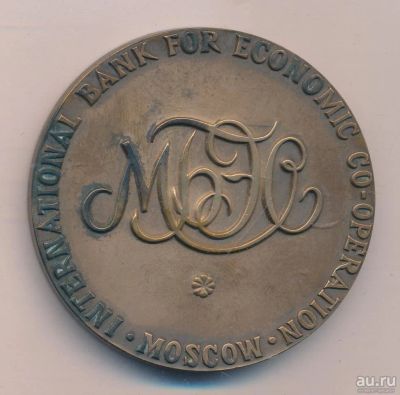 INTERNATIONAL BANK FOR ECONOMIC CO-OPERATION
МБЭС
· MOSCOW ·
au.ru